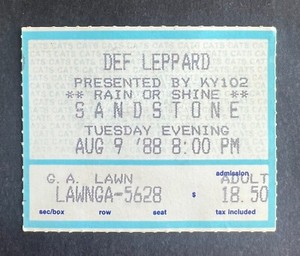 DEF LEPPARD
PRESENTED BY KY102
** RAIN OR SHINE **
SANDSTONE
TUESDAY EVENING
AUG 9 '88 8:00 PM
admission
G.A. LAWN ADULT
LAWNGA-5628 $ 18.50
sec/box row seat tax included